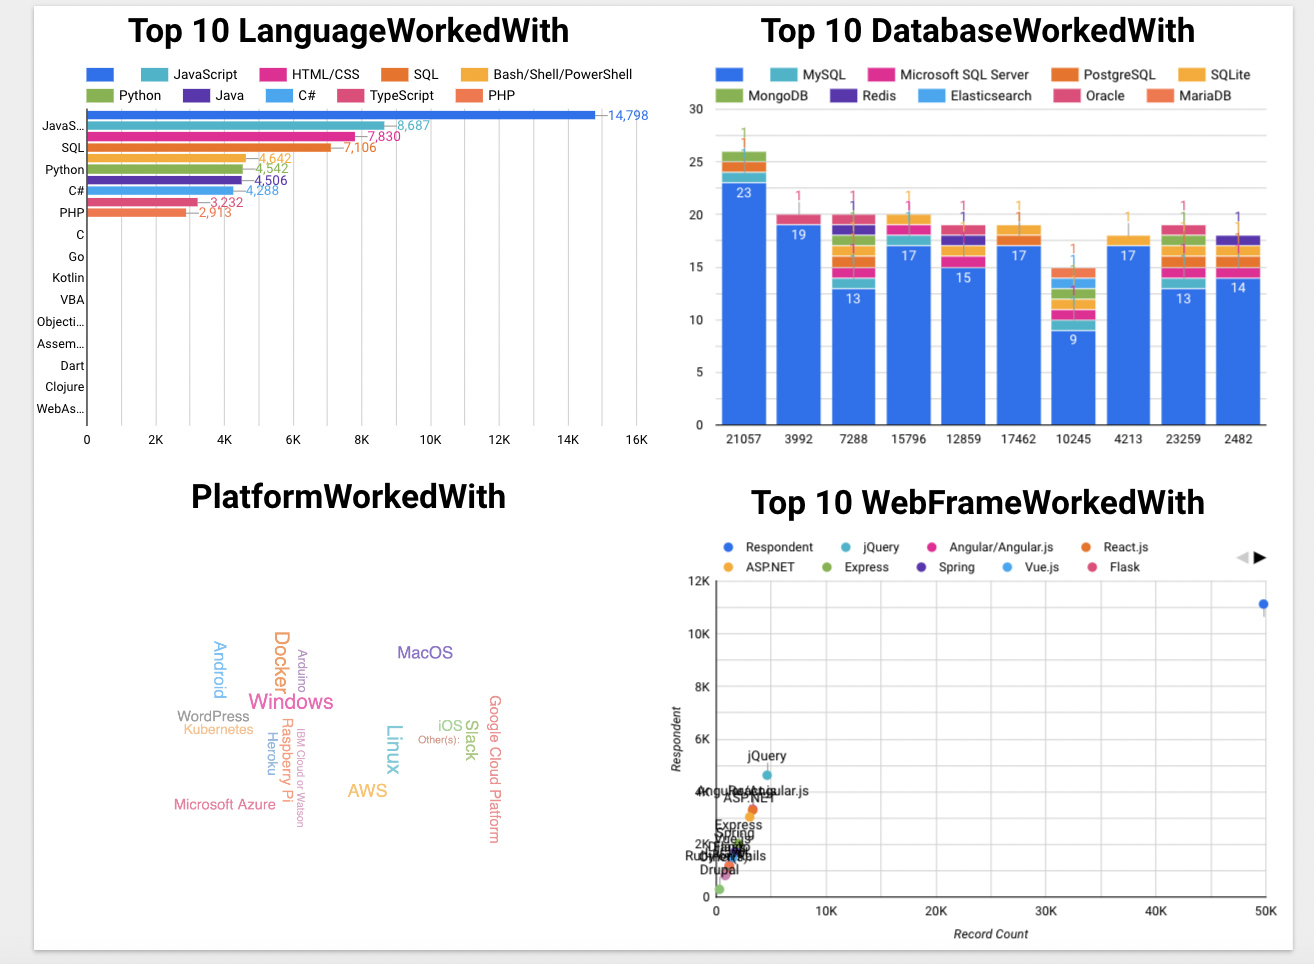 Top 10 LanguageWorkedWith
JavaScript HTML/CSS SQL Bash/Shell/PowerShell
Python Java C# TypeScript PHP
14,798
JavaS... 8,687
7,830
SQL 7,106
4,642
Python 4,542
4,506
C# 4,288
3,232
PHP 2,913
C
Go
Kotlin
VBA
Objecti...
Assem...
Dart
Clojure
WebAs...
0 2K 4K 6K 8K 10K 12K 14K 16K
Top 10 DatabaseWorkedWith
MySQL Microsoft SQL Server PostgreSQL SQLite
MongoDB Redis Elasticsearch Oracle MariaDB
30
25
20
15
10
5
0
23 19 13 17 15 17 9 17 13 14
21057 3992 7288 15796 12859 17462 10245 4213 23259 2482
PlatformWorkedWith
Android
Docker
Arduino
MacOS
Windows
WordPress
Kubernetes
Heroku
Raspberry Pi
IBM Cloud or Watson
Linux
iOS
Other(s):
Slack
Google Cloud Platform
AWS
Microsoft Azure
Top 10 WebFrameWorkedWith
Respondent jQuery Angular/Angular.js React.js
ASP.NET Express Spring Vue.js Flask
12K
10K
8K
6K
4K
2K
0
Respondent
jQuery
ASP.NET
Express
Spring
Drupal
0 10K 20K 30K 40K 50K
Record Count